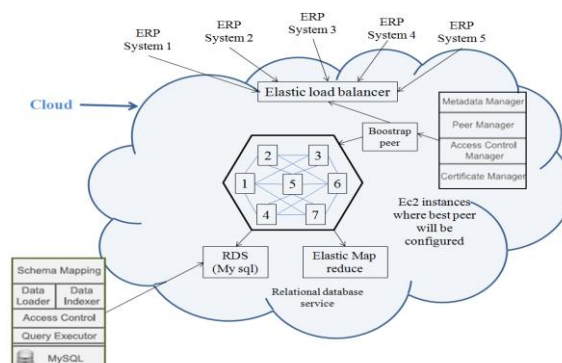 ERP
System 1
ERP
System 2
ERP
System 3
ERP
System 4
ERP
System 5
Cloud
Elastic load balancer
Metadata Manager
Peer Manager
Access Control
Manager
Certificate Manager
Boostrap
peer
2
3
1
5
6
4
7
Ec2 instances
where best peer
will be
configured
RDS
(My sql)
Elastic Map
reduce
Relational database
service
Schema Mapping
Data
Loader
Data
Indexer
Access Control
Query Executor
MySQL